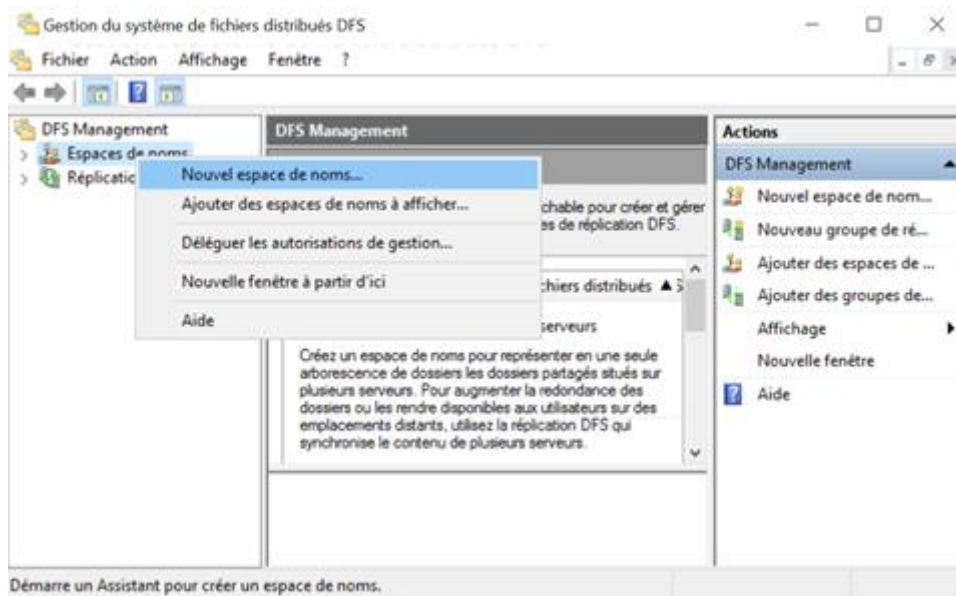 Gestion du système de fichiers distribués DFS
Fichier Action Affichage Fenêtre ?
DFS Management
Espaces de noms
Réplicatic
Nouvel espace de noms...
Ajouter des espaces de noms à afficher...
Déléguer les autorisations de gestion...
Nouvelle fenêtre à partir d'ici
Aide
DFS Management
chable pour créer et gérer
es de réplication DFS.
chiers distribués
serveurs
Créez un espace de noms pour représenter en une seule
arborescence de dossiers les dossiers partagés situés sur
plusieurs serveurs. Pour augmenter la redondance des
dossiers ou les rendre disponibles aux utilisateurs sur des
emplacements distants, utilisez la réplication DFS qui
synchronise le contenu de plusieurs serveurs.
Actions
DFS Management
Nouvel espace de nom...
Nouveau groupe de ré...
Ajouter des espaces de ...
Ajouter des groupes de...
Affichage
Nouvelle fenêtre
Aide
Démarre un Assistant pour créer un espace de noms.